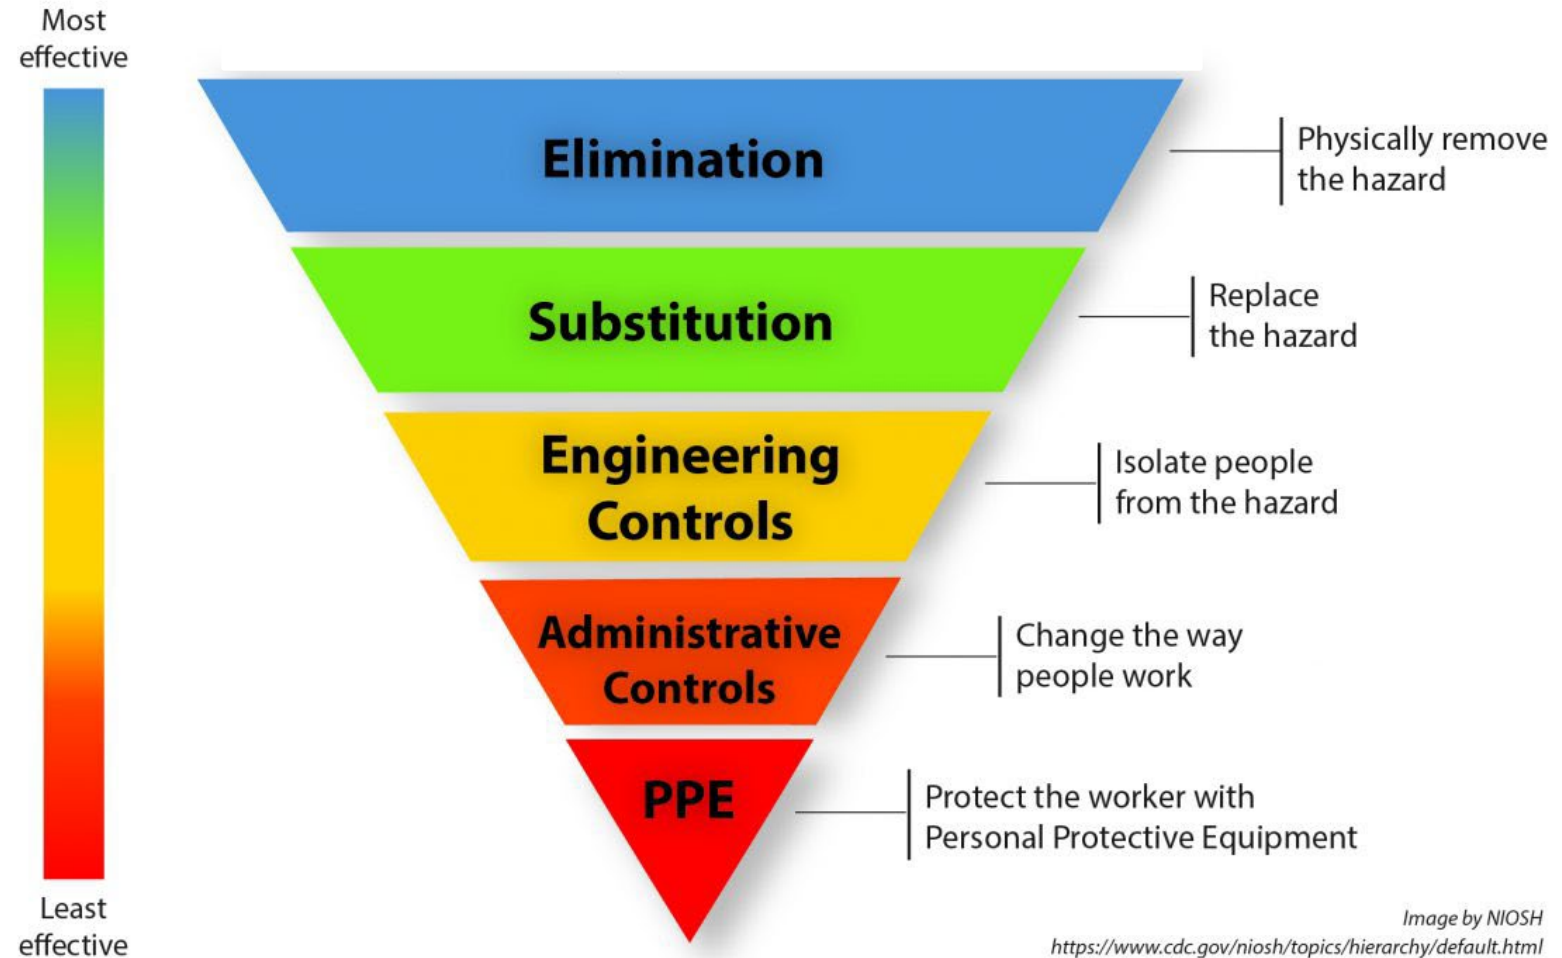 Most
effective
Elimination
Physically remove
the hazard
Substitution
Replace
the hazard
Engineering
Controls
Isolate people
from the hazard
Administrative
Controls
Change the way
people work
PPE
Protect the worker with
Personal Protective Equipment
Least
effective
Image by NIOSH
https://www.cdc.gov/niosh/topics/hierarchy/default.html